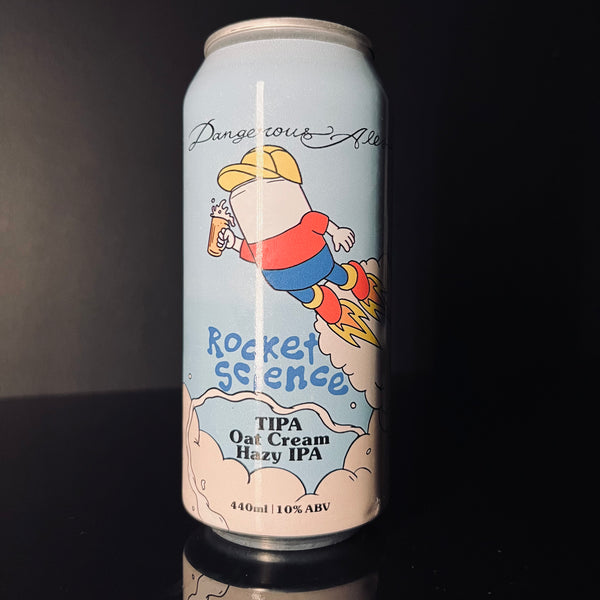 Dangerous Ales
Rocket
Science
TIPA
Oat Cream
Hazy IPA
440ml | 10% ABV